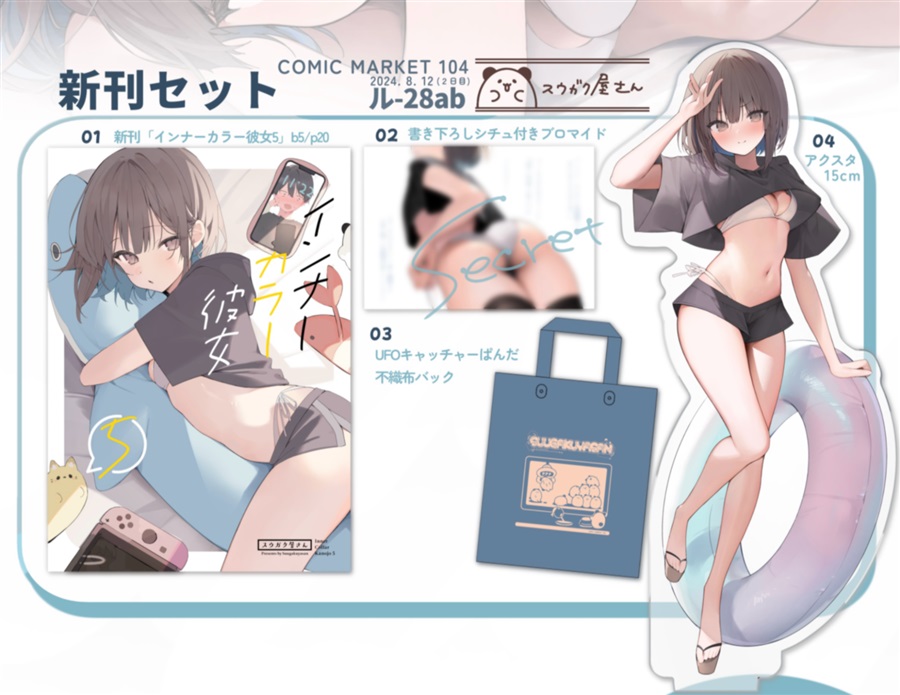 新刊セット
COMIC MARKET 104
2024. 8. 12 (2日目)
ル-28ab
スウガク屋さん
01 新刊「インナーカラー彼女5」 b5/p20
インナー
カラー
彼女
5
スウガク屋さん
02 書き下ろしシチュ付きブロマイド
Secret
03
UFOキャッチャーぱんだ
不織布バック
SUUGAKUYASAN
04
アクスタ
15cm